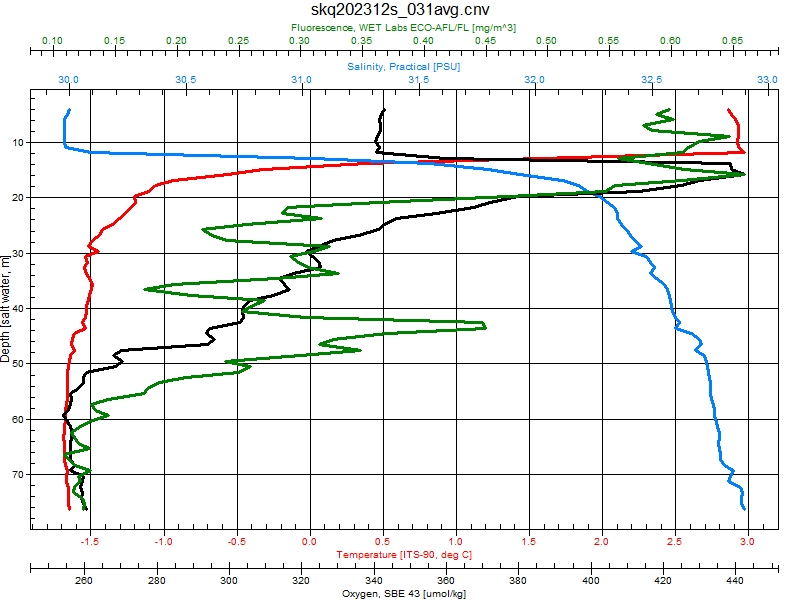 skq202312s_031avg.cnv
Fluorescence, WET Labs ECO-AFL/FL [mg/m^3]
0.10 0.15 0.20 0.25 0.30 0.35 0.40 0.45 0.50 0.55 0.60 0.65
Salinity, Practical [PSU]
30.0 30.5 31.0 31.5 32.0 32.5 33.0
10
20
30
40
50
60
70
Depth [salt water, m]
-1.5 -1.0 -0.5 0.0 0.5 1.0 1.5 2.0 2.5 3.0
Temperature [ITS-90, deg C]
260 280 300 320 340 360 380 400 420 440
Oxygen, SBE 43 [umol/kg]